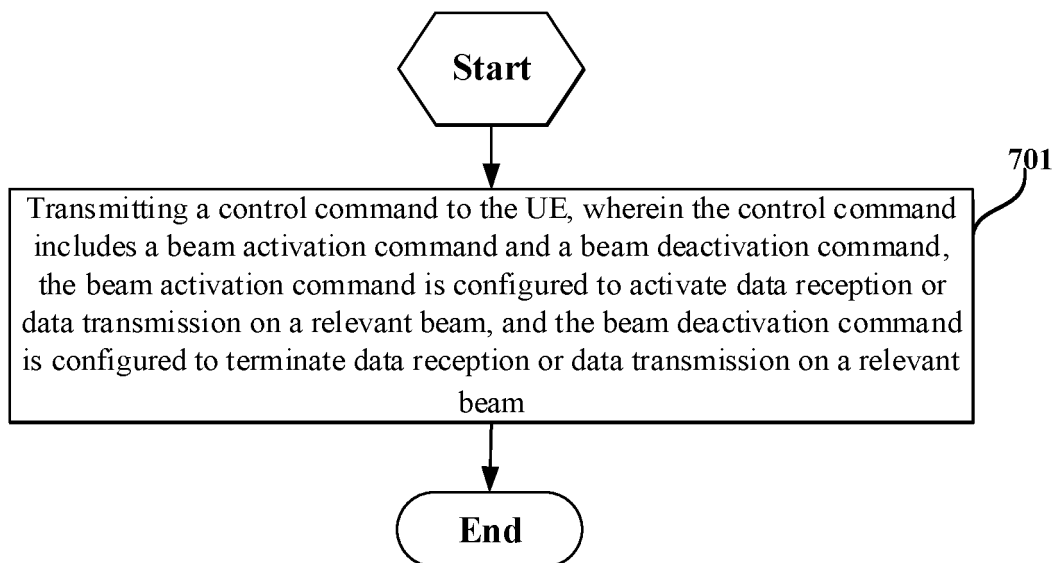 Start
701
Transmitting a control command to the UE, wherein the control command
includes a beam activation command and a beam deactivation command,
the beam activation command is configured to activate data reception or
data transmission on a relevant beam, and the beam deactivation command
is configured to terminate data reception or data transmission on a relevant
beam
End